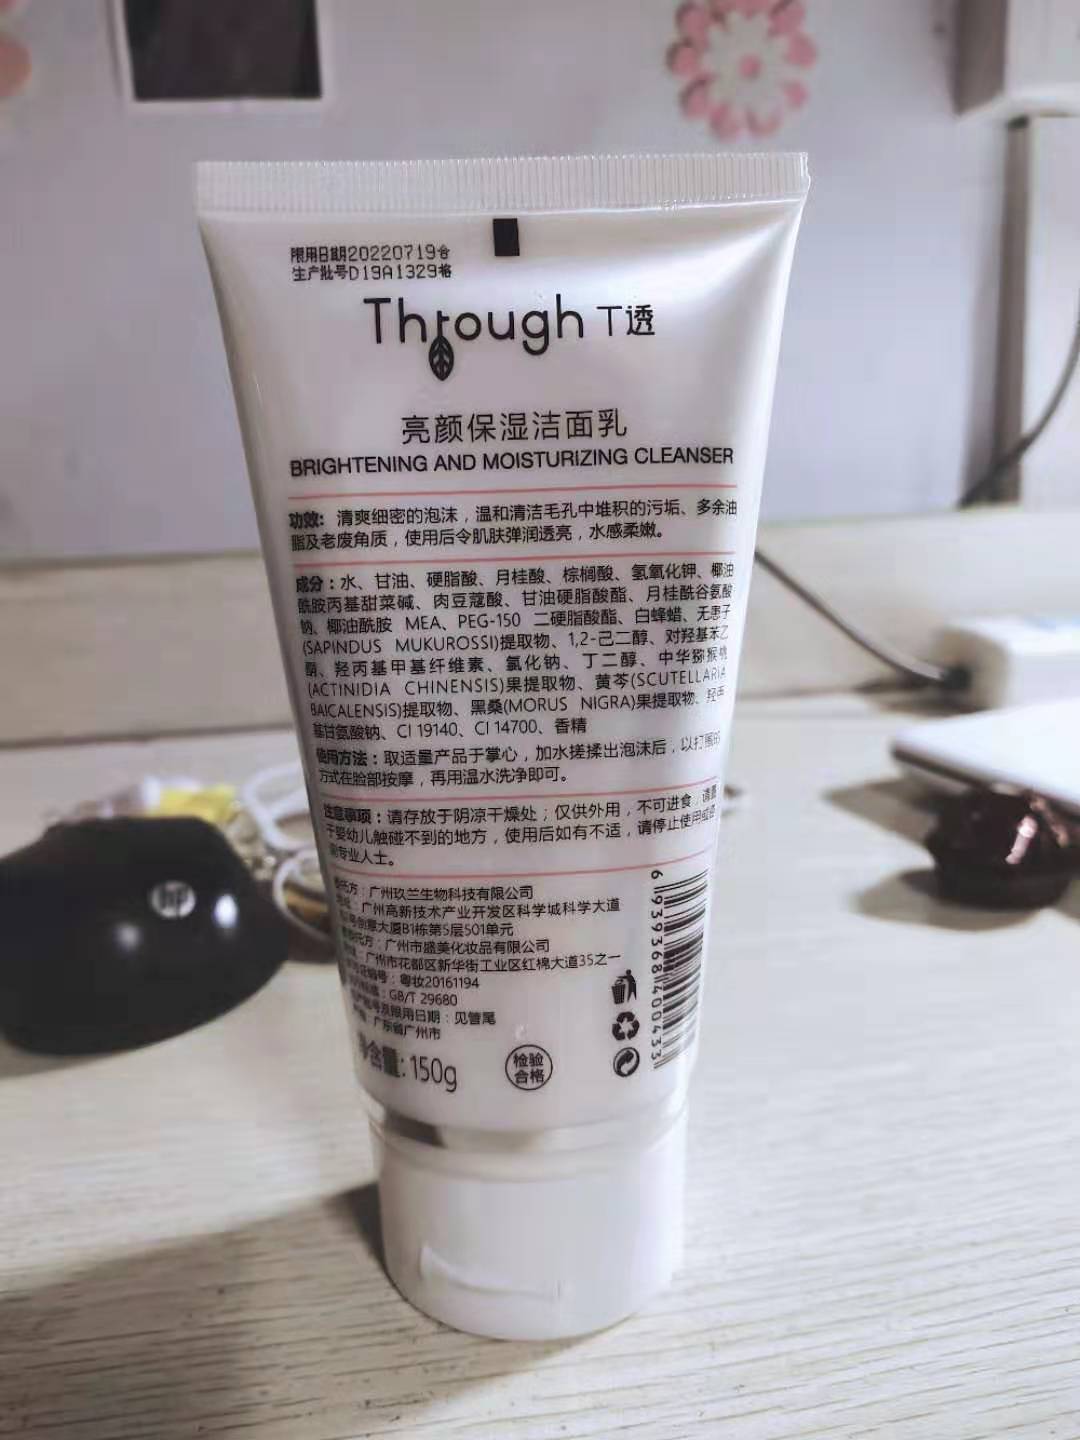 限用日期20220719合
生产批号D19A1329格
Through T透
亮颜保湿洁面乳
BRIGHTENING AND MOISTURIZING CLEANSER
功效: 清爽细密的泡沫，温和清洁毛孔中堆积的污垢、多余油
脂及老废角质，使用后令肌肤弹润透亮，水感柔嫩。
成分：水、甘油、硬脂酸、月桂酸、棕榈酸、氢氧化钾、椰油
酰胺丙基甜菜碱、肉豆蔻酸、甘油硬脂酸酯、月桂酰谷氨酸
钠、椰油酰胺 MEA、PEG-150 二硬脂酸酯、白蜂蜡、无患子
(SAPINDUS MUKUROSSI)提取物、1,2-己二醇、对羟基苯乙
酮、羟丙基甲基纤维素、氯化钠、丁二醇、中华猕猴桃
(ACTINIDIA CHINENSIS)果提取物、黄芩(SCUTELLARIA
BAICALENSIS)提取物、黑桑(MORUS NIGRA)果提取物、羟甲
基甘氨酸钠、CI 19140、CI 14700、香精
使用方法：取适量产品于掌心，加水搓揉出泡沫后，以打圈的
方式在脸部按摩，再用温水洗净即可。
注意事项：请存放于阴凉干燥处；仅供外用，不可进食，请置
于婴幼儿触碰不到的地方，使用后如有不适，请停止使用或咨
询专业人士。
托方：广州玖兰生物科技有限公司
广州高新技术产业开发区科学城科学大道
号创意大厦B1栋第5层501单元
托方：广州市盛美化妆品有限公司
广州市花都区新华街工业区红棉大道35之一
编号：粤妆20161194
GB/T 29680
及限用日期：见管尾
广东省广州市
净含量: 150g
检验
合格
6939368400433
hp